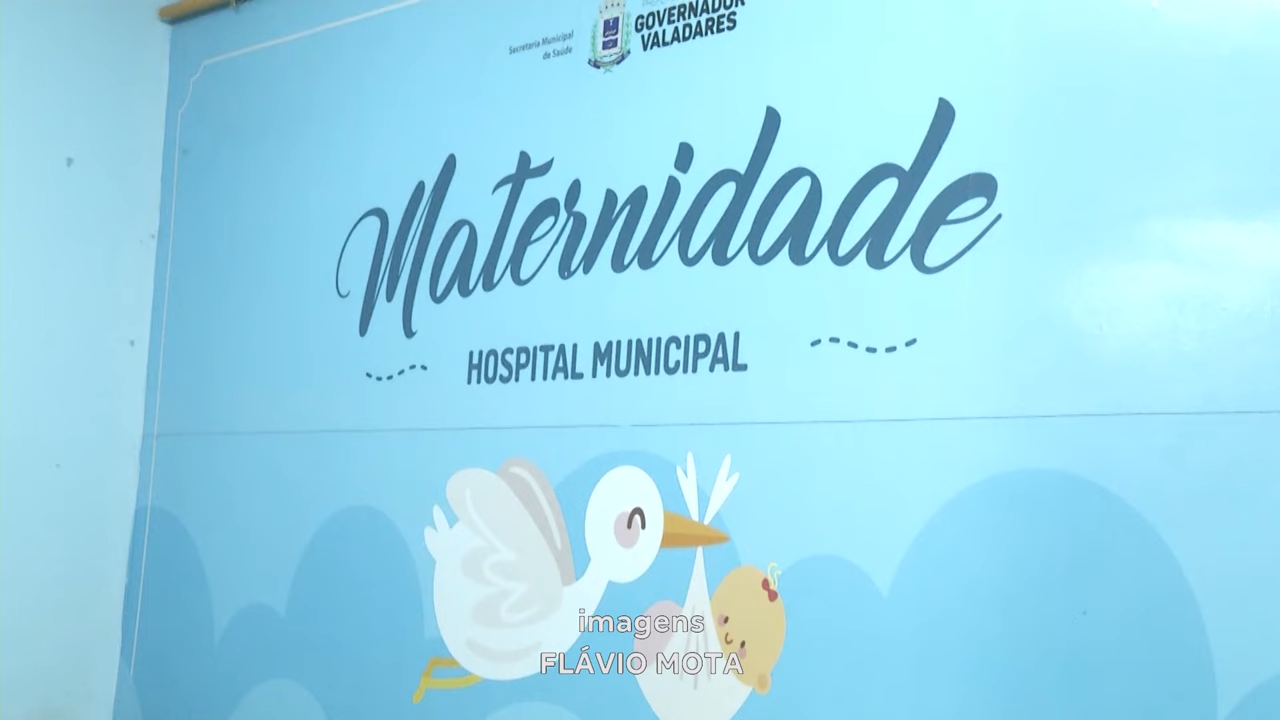 Secretaria Municipal
de Saúde
GOVERNADOR
VALADARES
Maternidade
HOSPITAL MUNICIPAL
imagens
FLÁVIO MOTA